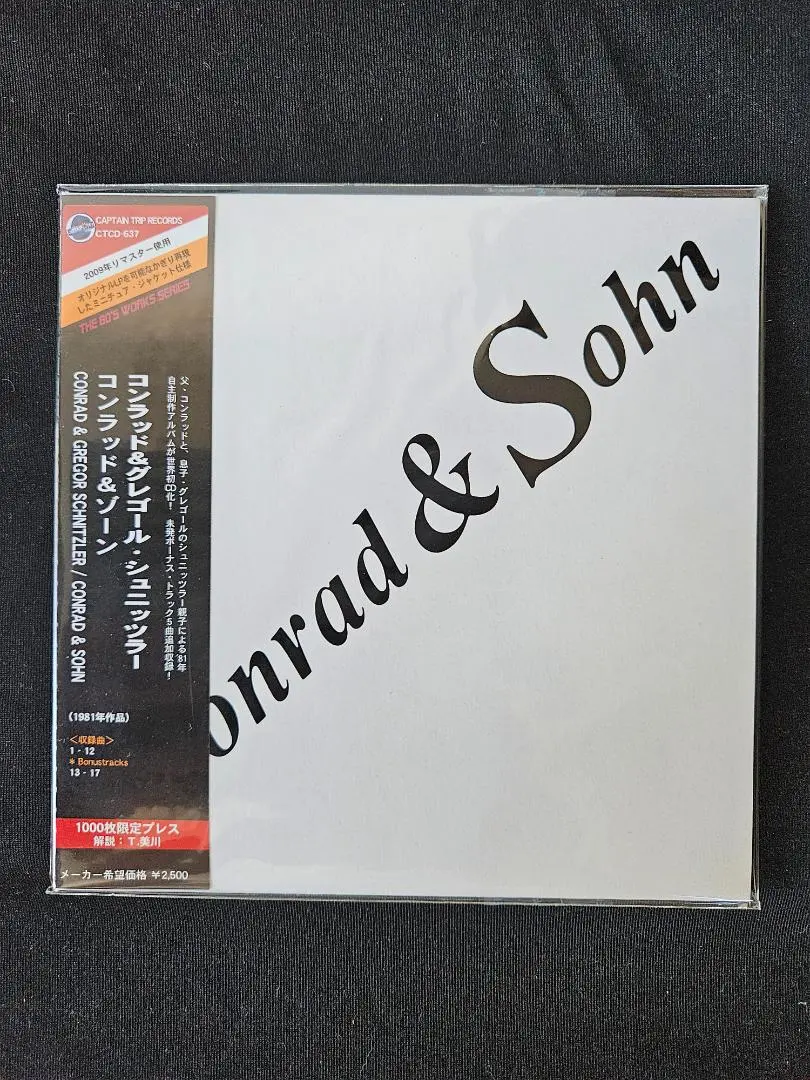 CAPTAIN TRIP RECORDS
CTCD-637
2009年リマスター使用
オリジナルLPを可能なかぎり再現
したミニチュア・ジャケット仕様
THE 80'S WORKS SERIES
父・コンラッドと、息子・グレゴールのシュニッツラー親子による'81年
自主制作アルバムが世界初CD化! 未発ボーナス・トラック5曲追加収録!
コンラッド&グレゴール・シュニッツラー
コンラッド&ゾーン
CONRAD & GREGOR SCHNITZLER / CONRAD & SOHN
(1981年作品)
<収録曲>
1 - 12
* Bonustracks
13 - 17
1000枚限定プレス
解説:T.美川
メーカー希望価格 ¥2,500
onrad & Sohn